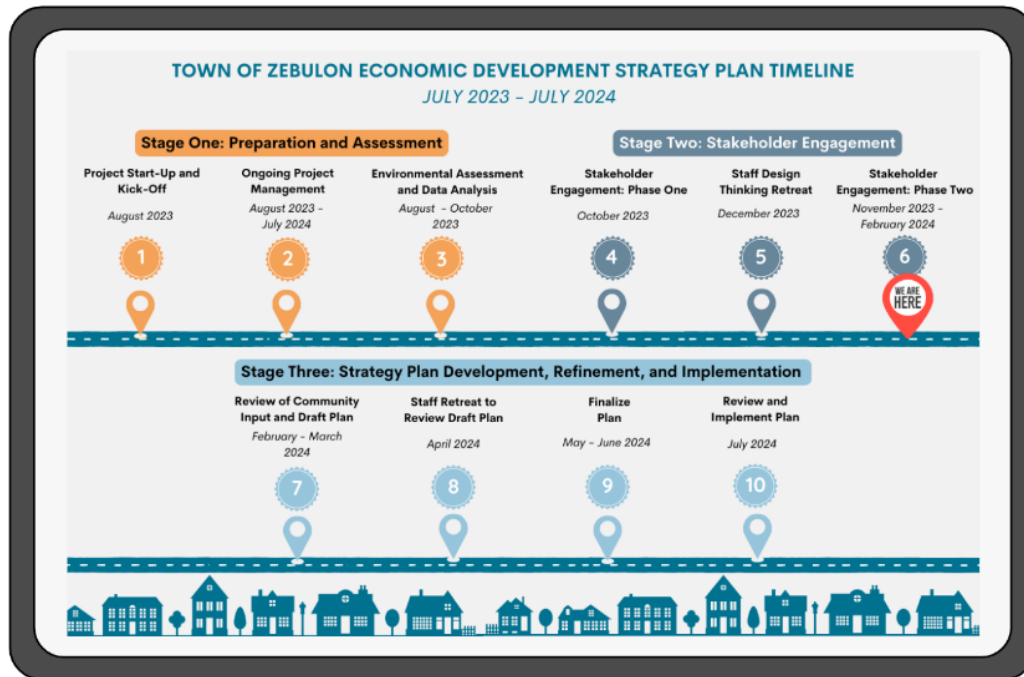 TOWN OF ZEBULON ECONOMIC DEVELOPMENT STRATEGY PLAN TIMELINE
JULY 2023 – JULY 2024
Stage One: Preparation and Assessment
Project Start-Up and
Kick-Off
August 2023
1
Ongoing Project
Management
August 2023 –
July 2024
2
Environmental Assessment
and Data Analysis
August – October
2023
3
Stage Two: Stakeholder Engagement
Stakeholder
Engagement: Phase One
October 2023
4
Staff Design
Thinking Retreat
December 2023
5
Stakeholder
Engagement: Phase Two
November 2023 –
February 2024
6
WE ARE
HERE
Stage Three: Strategy Plan Development, Refinement, and Implementation
Review of Community
Input and Draft Plan
February – March
2024
7
Staff Retreat to
Review Draft Plan
April 2024
8
Finalize
Plan
May – June 2024
9
Review and
Implement Plan
July 2024
10